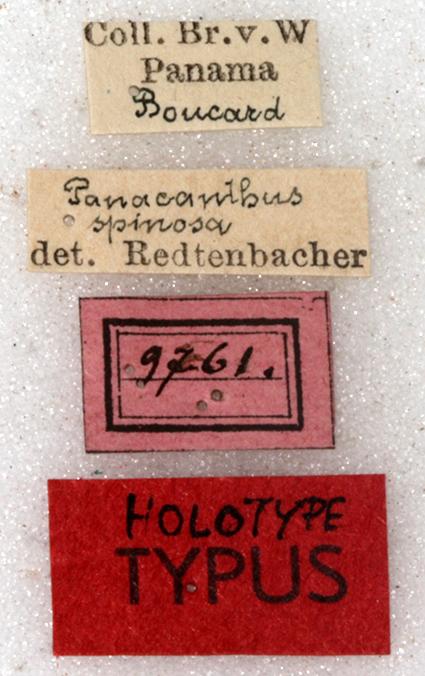 Coll. Br.v.W
Panama
Boucard
Panacanthus
spinosa
det. Redtenbacher
9761.
HOLOTYPE
TYPUS